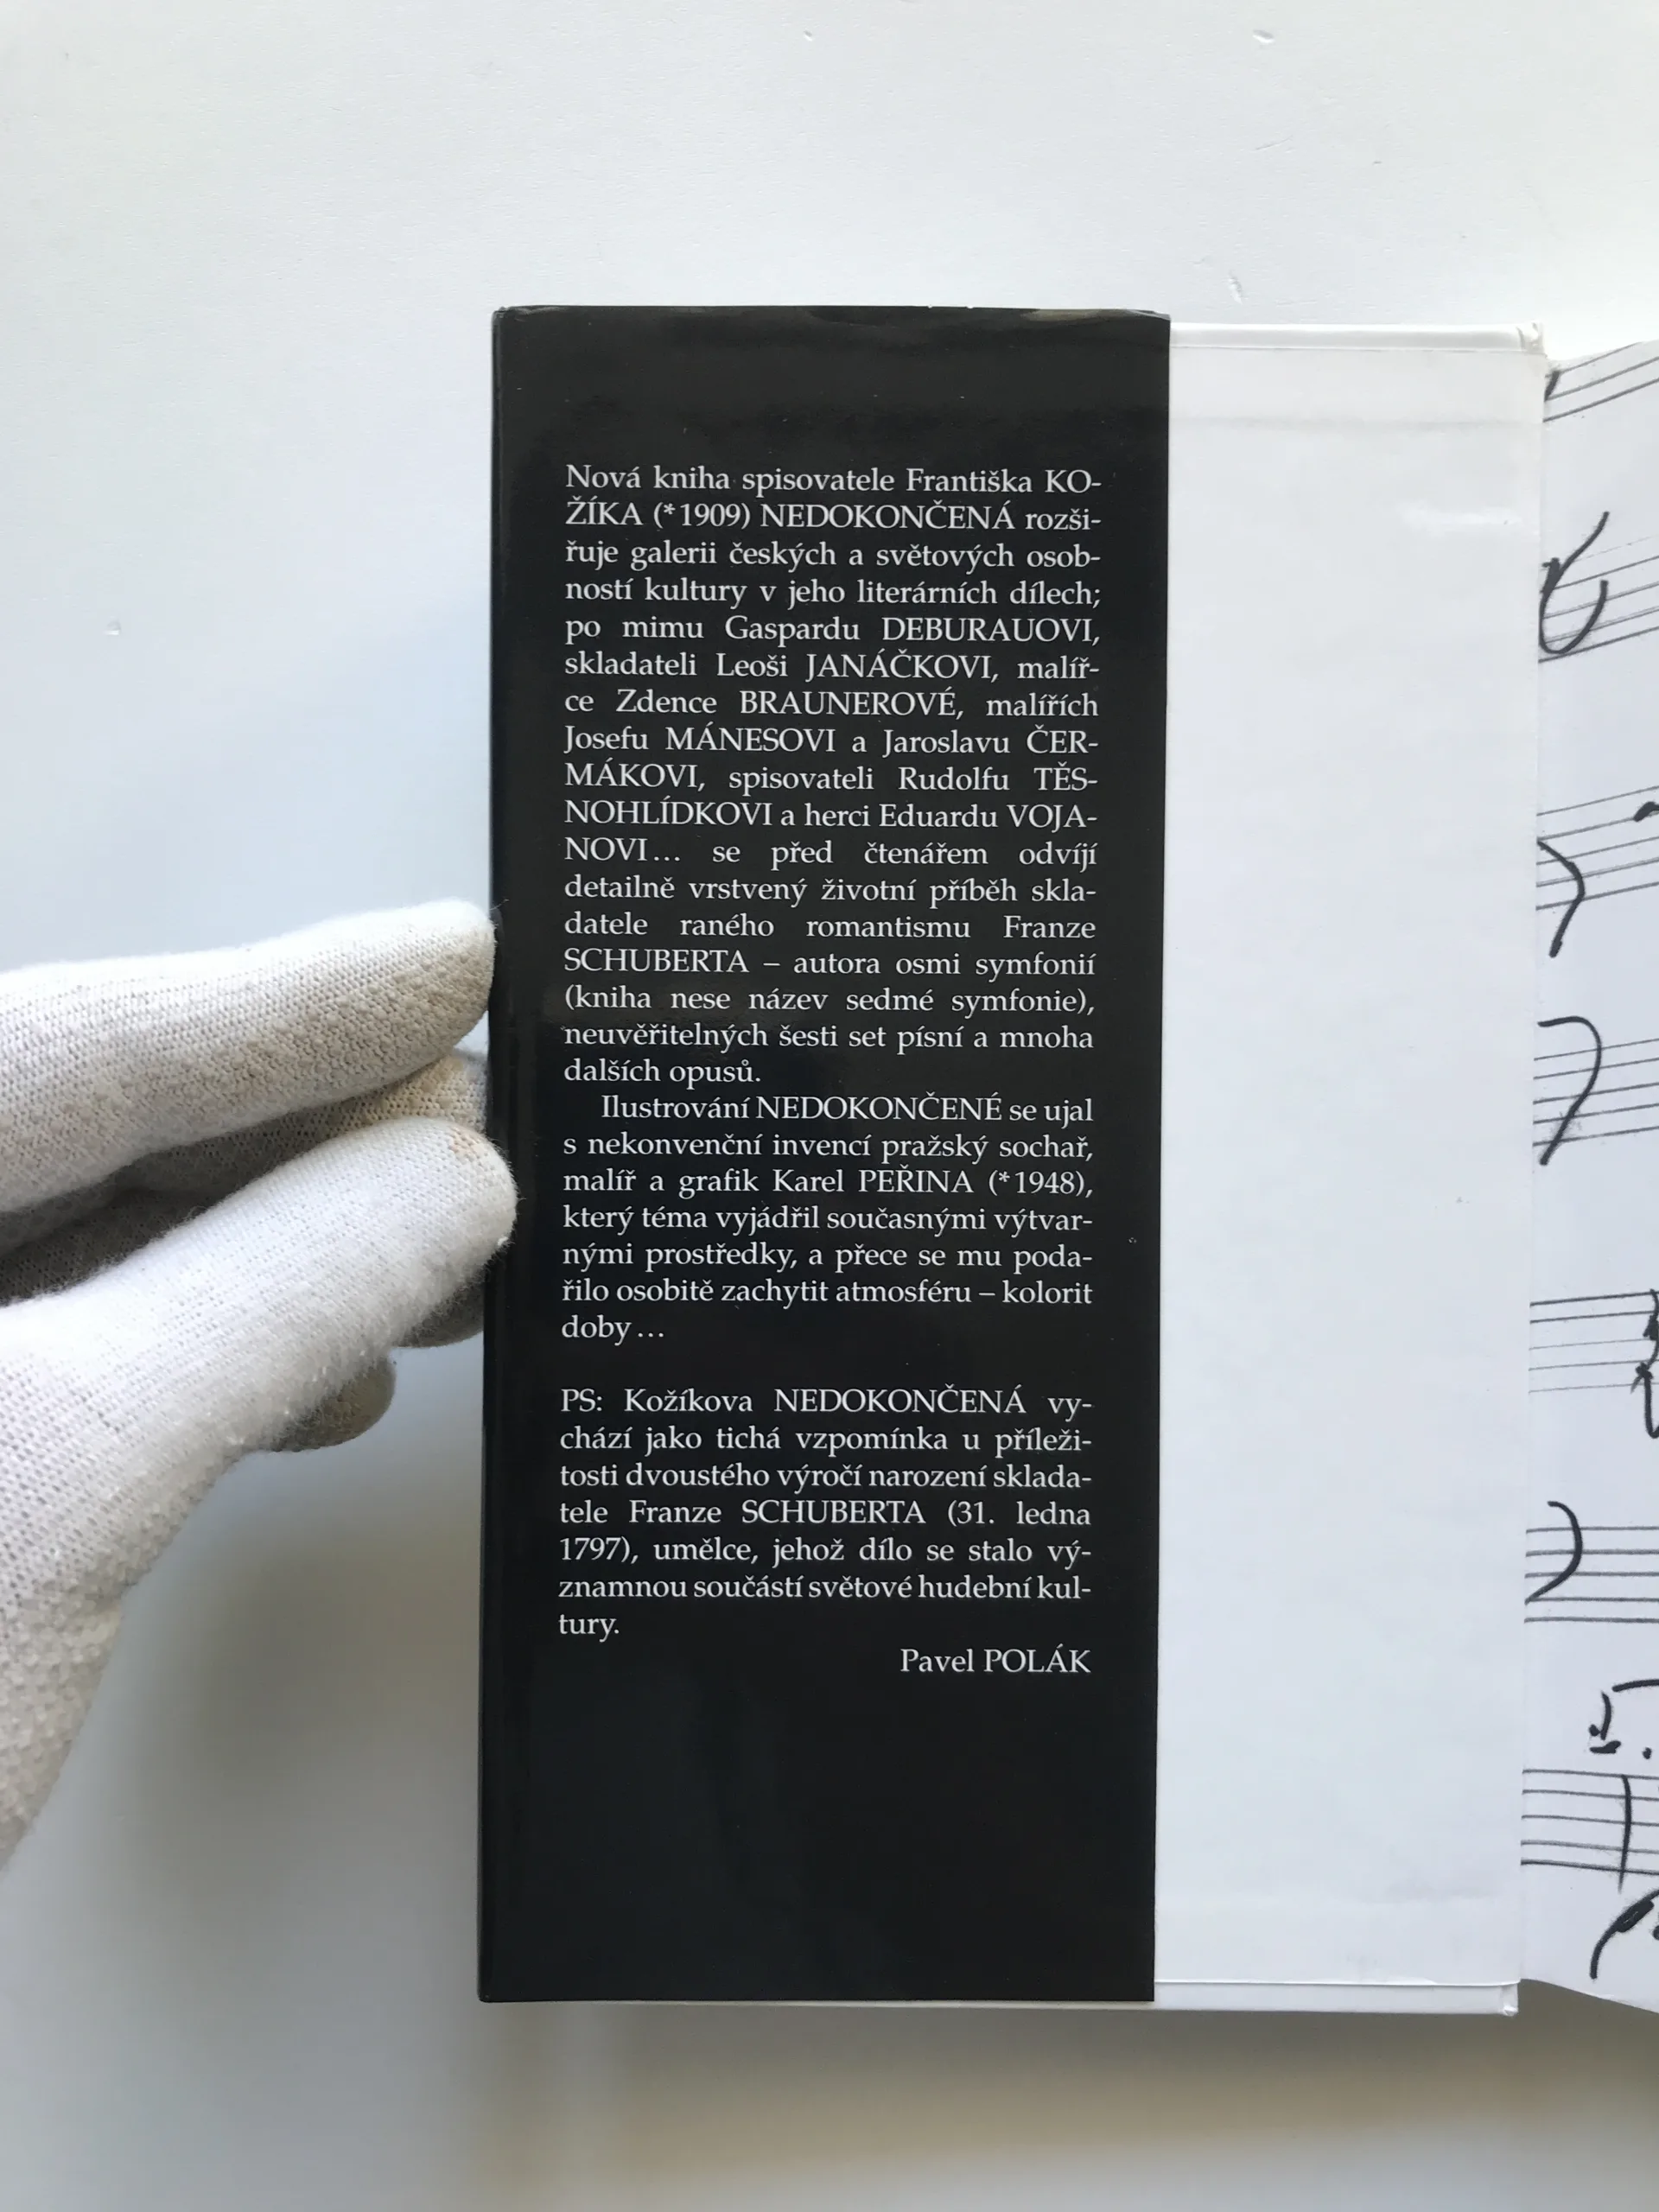 Nová kniha spisovatele Františka KO-
ŽÍKA (*1909) NEDOKONČENÁ rozši-
řuje galerii českých a světových osob-
ností kultury v jeho literárních dílech;
po mimu Gaspardu DEBURAUOVI,
skladateli Leoši JANÁČKOVI, malíř-
ce Zdence BRAUNEROVÉ, malířích
Josefu MÁNESOVI a Jaroslavu ČER-
MÁKOVI, spisovateli Rudolfu TĚS-
NOHLÍDKOVI a herci Eduardu VOJA-
NOVI... se před čtenářem odvíjí
detailně vrstvený životní příběh skla-
datele raného romantismu Franze
SCHUBERTA – autora osmi symfonií
(kniha nese název sedmé symfonie),
neuvěřitelných šesti set písní a mnoha
dalších opusů.
Ilustrování NEDOKONČENÉ se ujal
s nekonvenční invencí pražský sochař,
malíř a grafik Karel PEŘINA (*1948),
který téma vyjádřil současnými výtvar-
nými prostředky, a přece se mu poda-
řilo osobitě zachytit atmosféru – kolorit
doby...
PS: Kožíkova NEDOKONČENÁ vy-
chází jako tichá vzpomínka u příleži-
tosti dvoustého výročí narození sklada-
tele Franze SCHUBERTA (31. ledna
1797), umělce, jehož dílo se stalo vý-
znamnou součástí světové hudební kul-
tury.
Pavel POLÁK